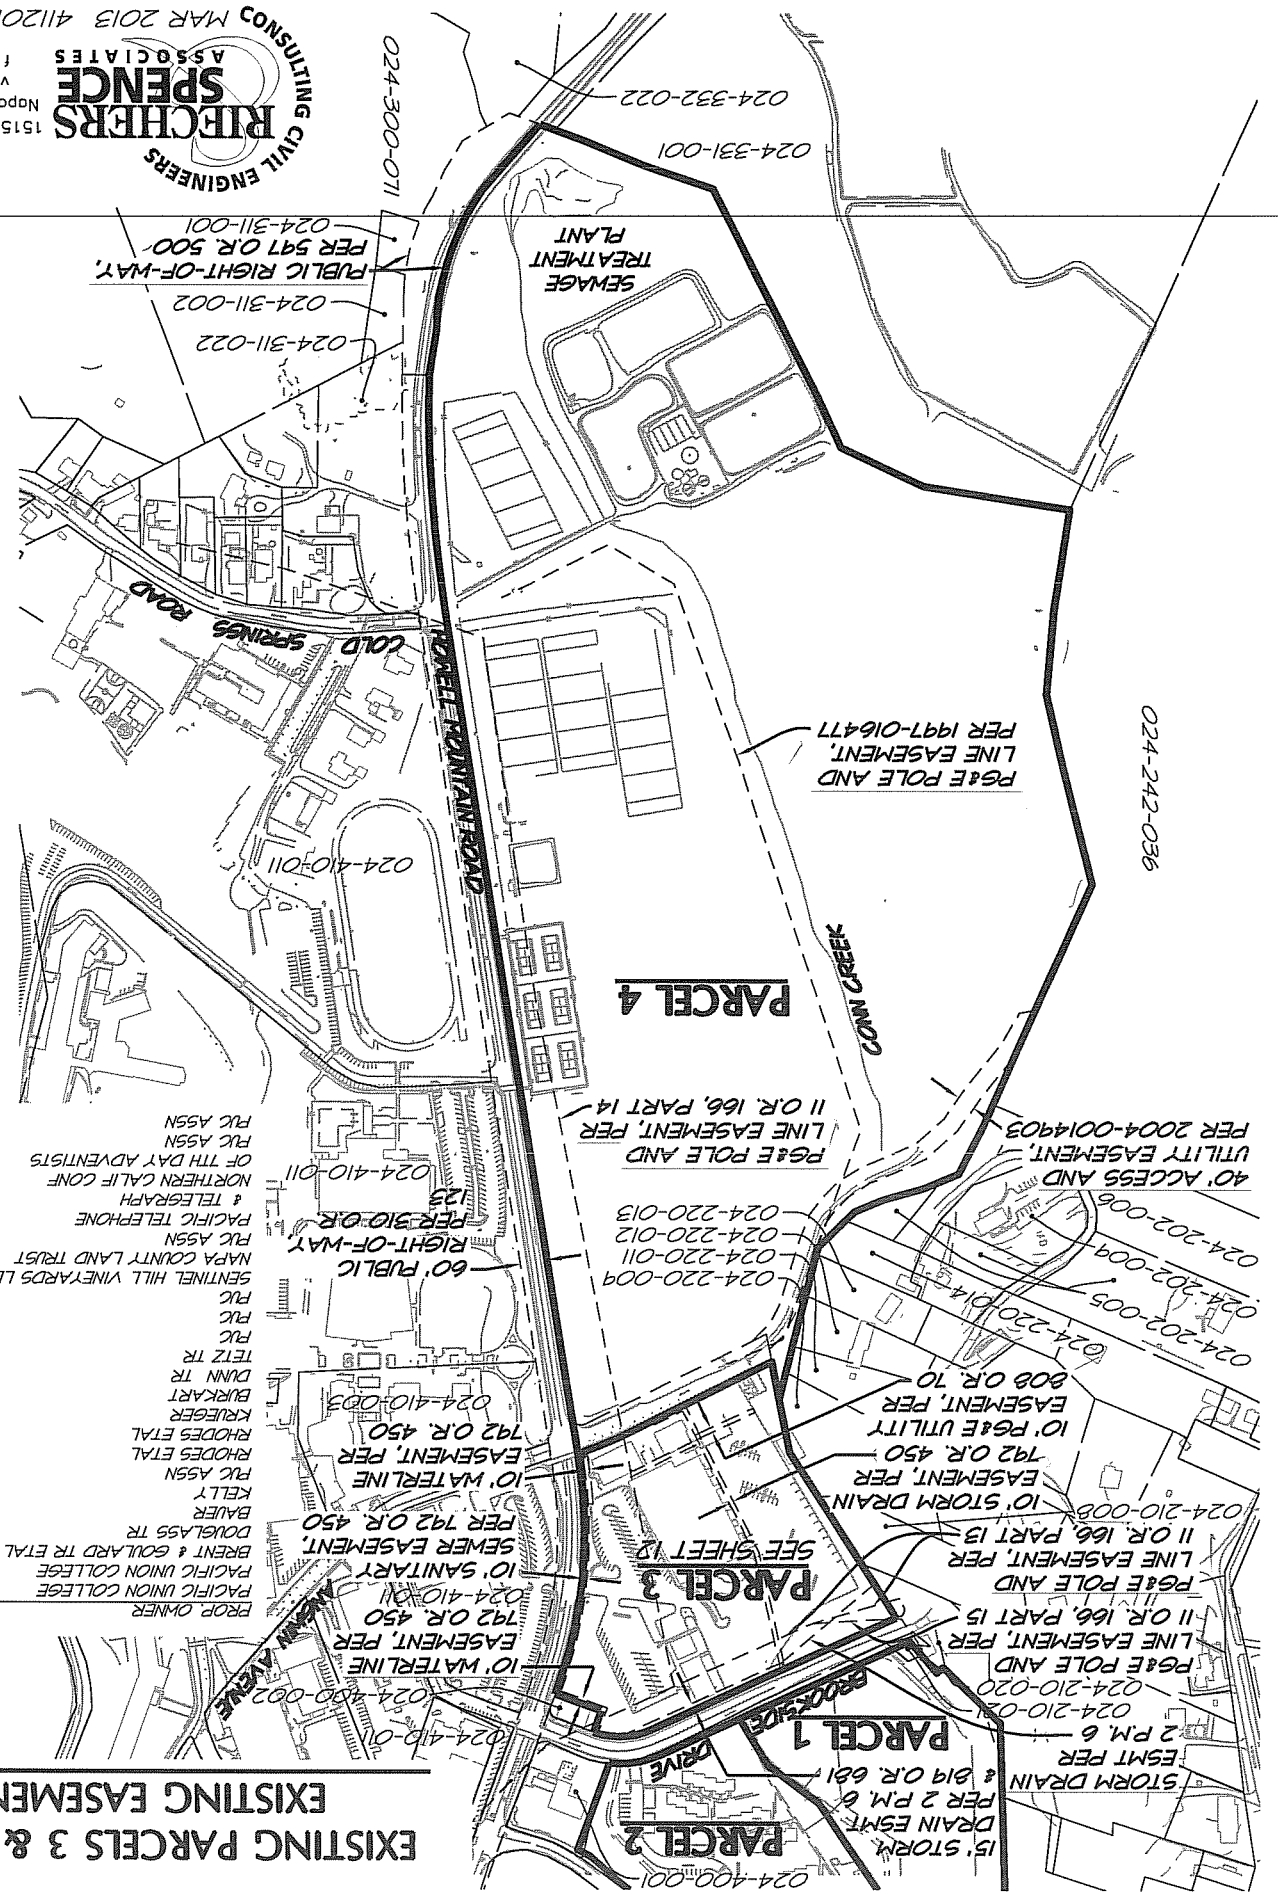 EXISTING PARCELS 3 &
EXISTING EASEMEN
024-400-001
PARCEL 2
15' STORM
DRAIN ESMT
PER 2 P.M. 6
& 819 O.R. 681
PARCEL 1
BROOKSIDE
DRIVE
STORM DRAIN
ESMT PER
2 P.M. 6
024-210-021
024-210-020
PG&E POLE AND
LINE EASEMENT, PER
11 O.R. 166, PART 15
PG&E POLE AND
LINE EASEMENT, PER
11 O.R. 166, PART 13
024-210-008
10' STORM DRAIN
EASEMENT, PER
792 O.R. 450
10' PG&E UTILITY
EASEMENT, PER
808 O.R. 70
024-410-011
024-400-002
10' WATERLINE
EASEMENT, PER
792 O.R. 450
024-410-011
10' SANITARY
SEWER EASEMENT,
PER 792 O.R. 450
10' WATERLINE
EASEMENT, PER
792 O.R. 450
024-410-003
ANGWIN AVENUE
PARCEL 3
SEE SHEET 12
PROP. OWNER
PACIFIC UNION COLLEGE
PACIFIC UNION COLLEGE
BRENT & GOULARD TR ETAL
DOUGLASS TR
BAUER
KELLY
PUC ASSN
RHODES ETAL
RHODES ETAL
KRUEGER
BURKART
DUNN TR
TETZ TR
PUC
PUC
PUC
SENTINEL HILL VINEYARDS LL
NAPA COUNTY LAND TRUST
PUC ASSN
PACIFIC TELEPHONE
& TELEGRAPH
NORTHERN CALIF CONF
OF 7TH DAY ADVENTISTS
PUC ASSN
PUC ASSN
024-220-009
024-220-011
024-220-012
024-220-013
024-220-014
024-202-005
024-202-004
024-202-006
40' ACCESS AND
UTILITY EASEMENT,
PER 2004-0014903
60' PUBLIC
RIGHT-OF-WAY,
PER 310 O.R.
123
024-410-011
PG&E POLE AND
LINE EASEMENT, PER
11 O.R. 166, PART 14
PARCEL 4
CONN CREEK
024-410-011
HOWELL MOUNTAIN ROAD
PG&E POLE AND
LINE EASEMENT,
PER 1997-016477
024-242-036
COLD
SPRINGS
ROAD
024-311-022
024-311-002
PUBLIC RIGHT-OF-WAY,
PER 597 O.R. 500
024-311-001
SEWAGE
TREATMENT
PLANT
024-331-001
024-332-022
024-300-071
RIECHERS
SPENCE
ASSOCIATES
CONSULTING CIVIL ENGINEERS
1515
Napa
v
f
MAR 2013